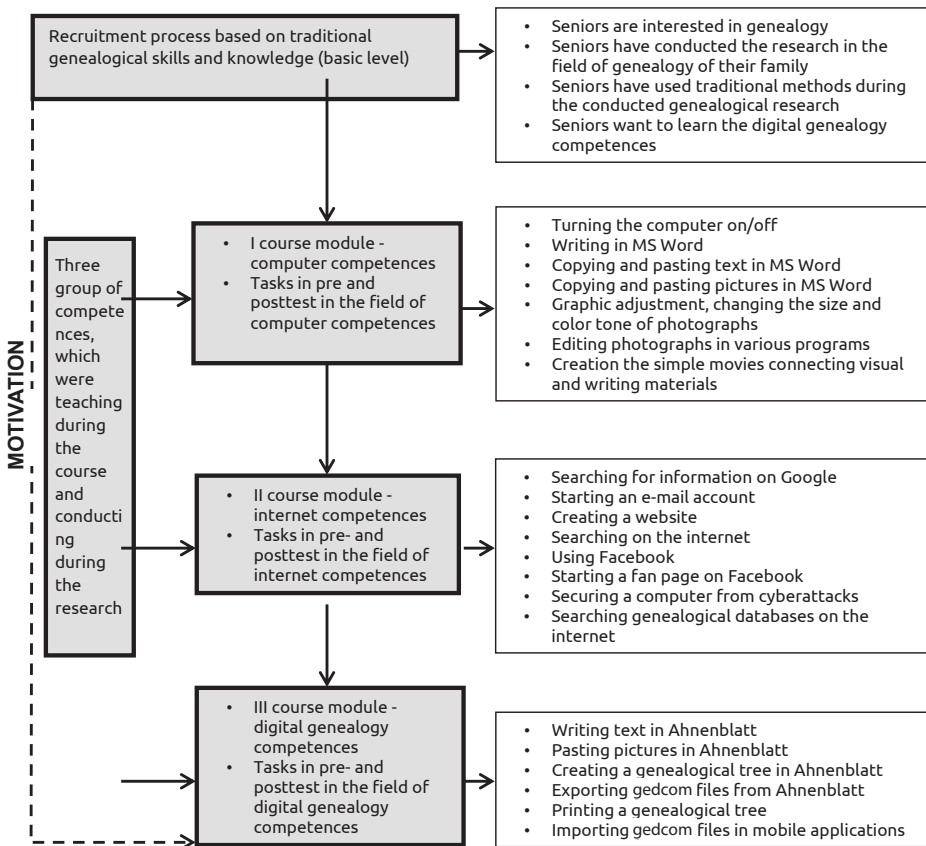 Recruitment process based on traditional
genealogical skills and knowledge (basic level)
• Seniors are interested in genealogy
• Seniors have conducted the research in the
field of genealogy of their family
• Seniors have used traditional methods during
the conducted genealogical research
• Seniors want to learn the digital genealogy
competences
MOTIVATION
Three
group of
compete
nces,
which
were
teaching
during
the
course
and
conducti
ng
during
the
research
• I course module -
computer competences
• Tasks in pre and
posttest in the field of
computer competences
• Turning the computer on/off
• Writing in MS Word
• Copying and pasting text in MS Word
• Copying and pasting pictures in MS Word
• Graphic adjustment, changing the size and
color tone of photographs
• Editing photographs in various programs
• Creation the simple movies connecting visual
and writing materials
• II course module -
internet competences
• Tasks in pre- and
posttest in the field of
internet competences
• Searching for information on Google
• Starting an e-mail account
• Creating a website
• Searching on the internet
• Using Facebook
• Starting a fan page on Facebook
• Securing a computer from cyberattacks
• Searching genealogical databases on the
internet
• III course module -
digital genealogy
competences
• Tasks in pre- and
posttest in the field of
digital genealogy
competences
• Writing text in Ahnenblatt
• Pasting pictures in Ahnenblatt
• Creating a genealogical tree in Ahnenblatt
• Exporting gedcom files from Ahnenblatt
• Printing a genealogical tree
• Importing gedcom files in mobile applications